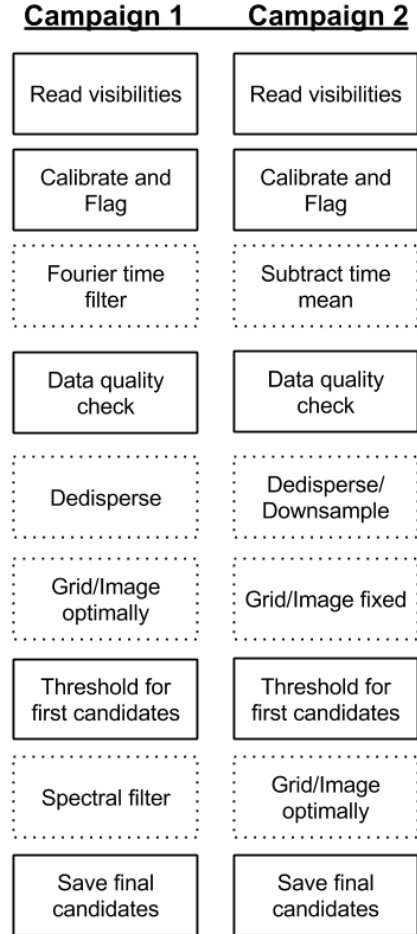 Campaign 1 Campaign 2
Read visibilities Read visibilities
Calibrate and Calibrate and
Flag Flag
Fourier time Subtract time
filter mean
Data quality Data quality
check check
Dedisperse Dedisperse/
Downsample
Grid/Image Grid/Image fixed
optimally
Threshold for Threshold for
first candidates first candidates
Spectral filter Grid/Image
optimally
Save final Save final
candidates candidates